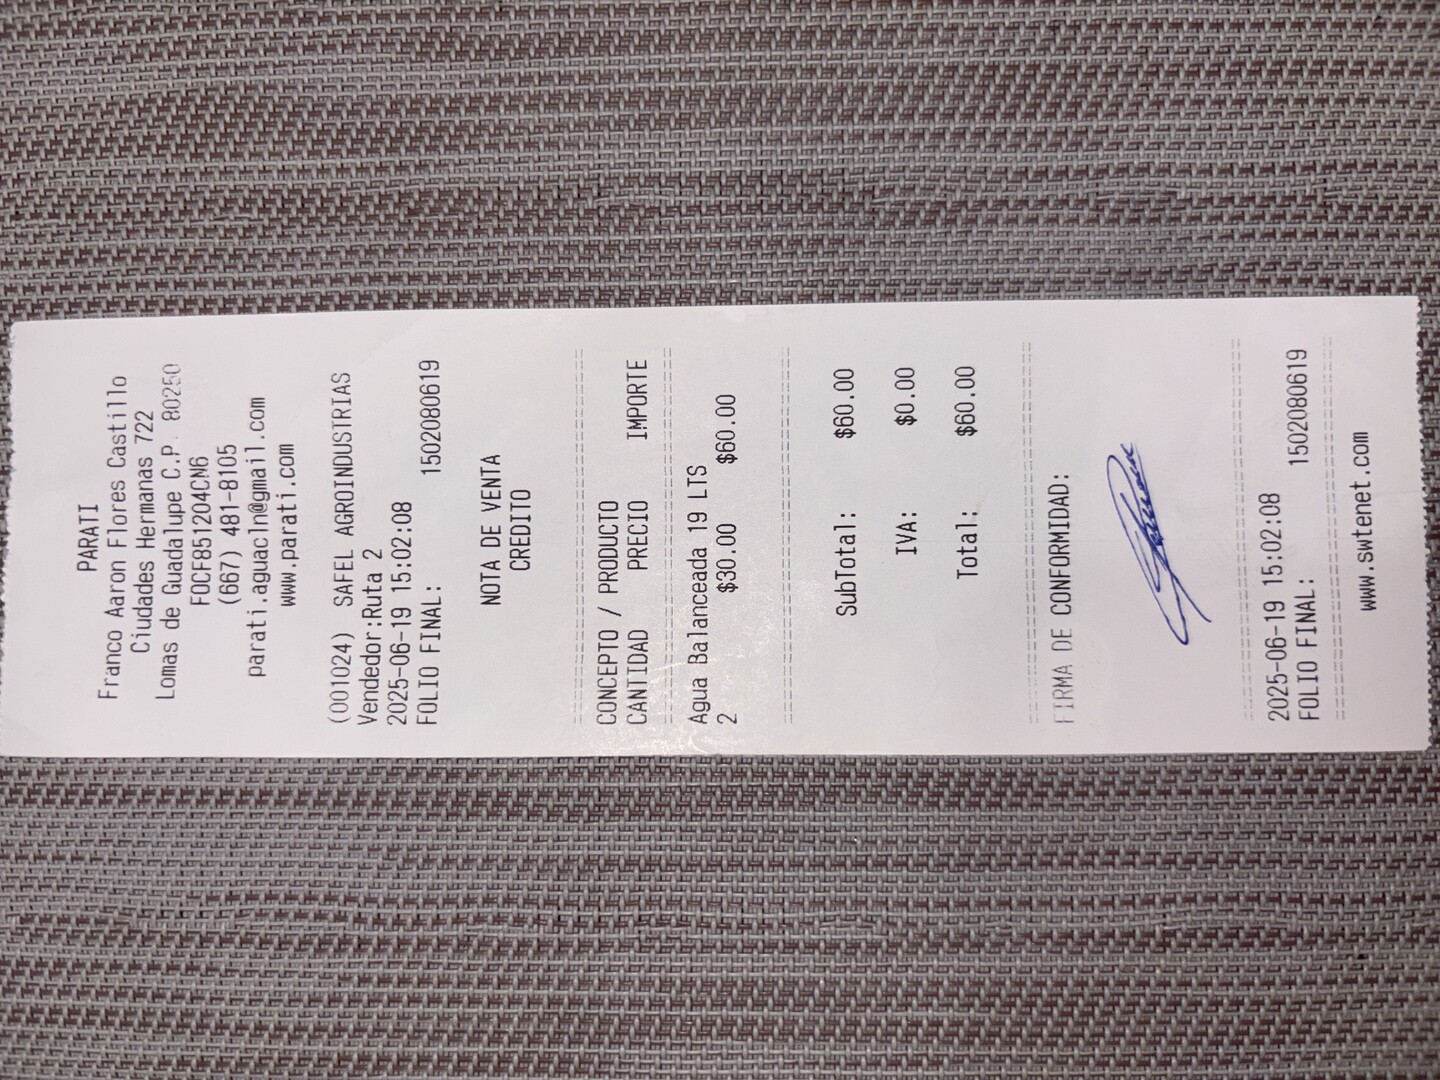 PARATI
Franco Aaron Flores Castillo
Ciudades Hermanas 722
Lomas de Guadalupe C.P. 80250
FOCF851204CN6
(667) 481-8105
parati.aguacln@gmail.com
www.parati.com
(001024) SAFEL AGROINDUSTRIAS
Vendedor:Ruta 2
2025-06-19 15:02:08
FOLIO FINAL: 1502080619
NOTA DE VENTA
CREDITO
CONCEPTO / PRODUCTO
CANTIDAD PRECIO IMPORTE
Agua Balanceada 19 LTS
2 $30.00 $60.00
SubTotal: $60.00
IVA: $0.00
Total: $60.00
FIRMA DE CONFORMIDAD:
2025-06-19 15:02:08
FOLIO FINAL: 1502080619
www.swtenet.com